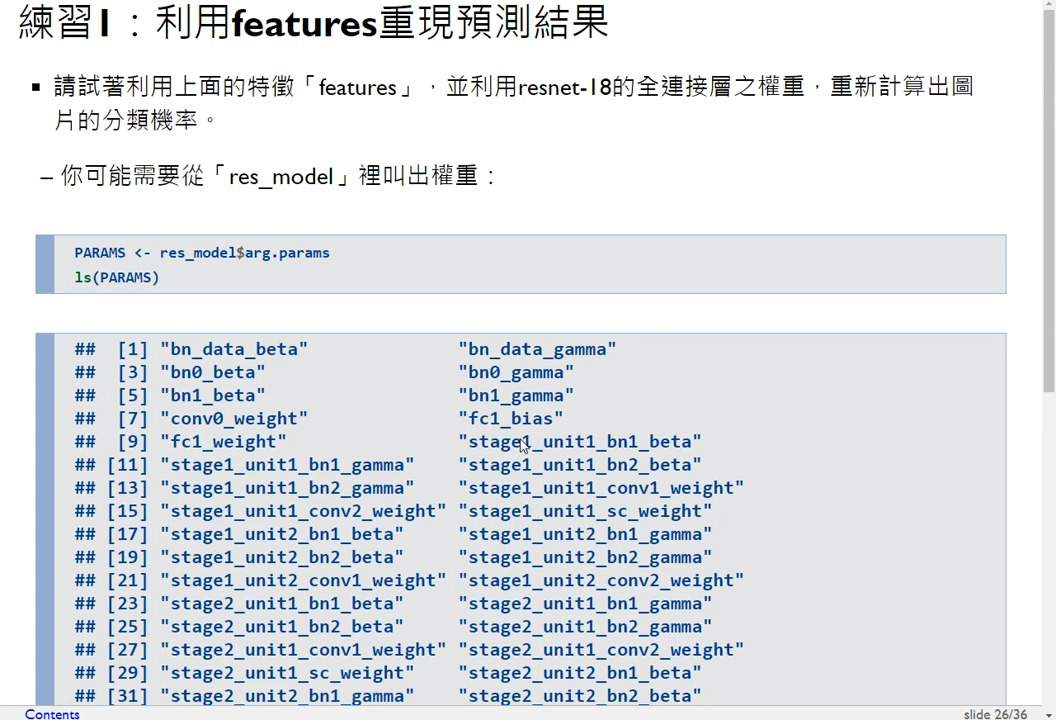 練習1：利用features重現預測結果
▪ 請試著利用上面的特徵「features」，並利用resnet-18的全連接層之權重，重新計算出圖
片的分類機率。
– 你可能需要從「res_model」裡叫出權重：
PARAMS <- res_model$arg.params
ls(PARAMS)
## [1] "bn_data_beta" "bn_data_gamma"
## [3] "bn0_beta" "bn0_gamma"
## [5] "bn1_beta" "bn1_gamma"
## [7] "conv0_weight" "fc1_bias"
## [9] "fc1_weight" "stage1_unit1_bn1_beta"
## [11] "stage1_unit1_bn1_gamma" "stage1_unit1_bn2_beta"
## [13] "stage1_unit1_bn2_gamma" "stage1_unit1_conv1_weight"
## [15] "stage1_unit1_conv2_weight" "stage1_unit1_sc_weight"
## [17] "stage1_unit2_bn1_beta" "stage1_unit2_bn1_gamma"
## [19] "stage1_unit2_bn2_beta" "stage1_unit2_bn2_gamma"
## [21] "stage1_unit2_conv1_weight" "stage1_unit2_conv2_weight"
## [23] "stage2_unit1_bn1_beta" "stage2_unit1_bn1_gamma"
## [25] "stage2_unit1_bn2_beta" "stage2_unit1_bn2_gamma"
## [27] "stage2_unit1_conv1_weight" "stage2_unit1_conv2_weight"
## [29] "stage2_unit1_sc_weight" "stage2_unit2_bn1_beta"
## [31] "stage2_unit2_bn1_gamma" "stage2_unit2_bn2_beta"
Contents slide 26/36